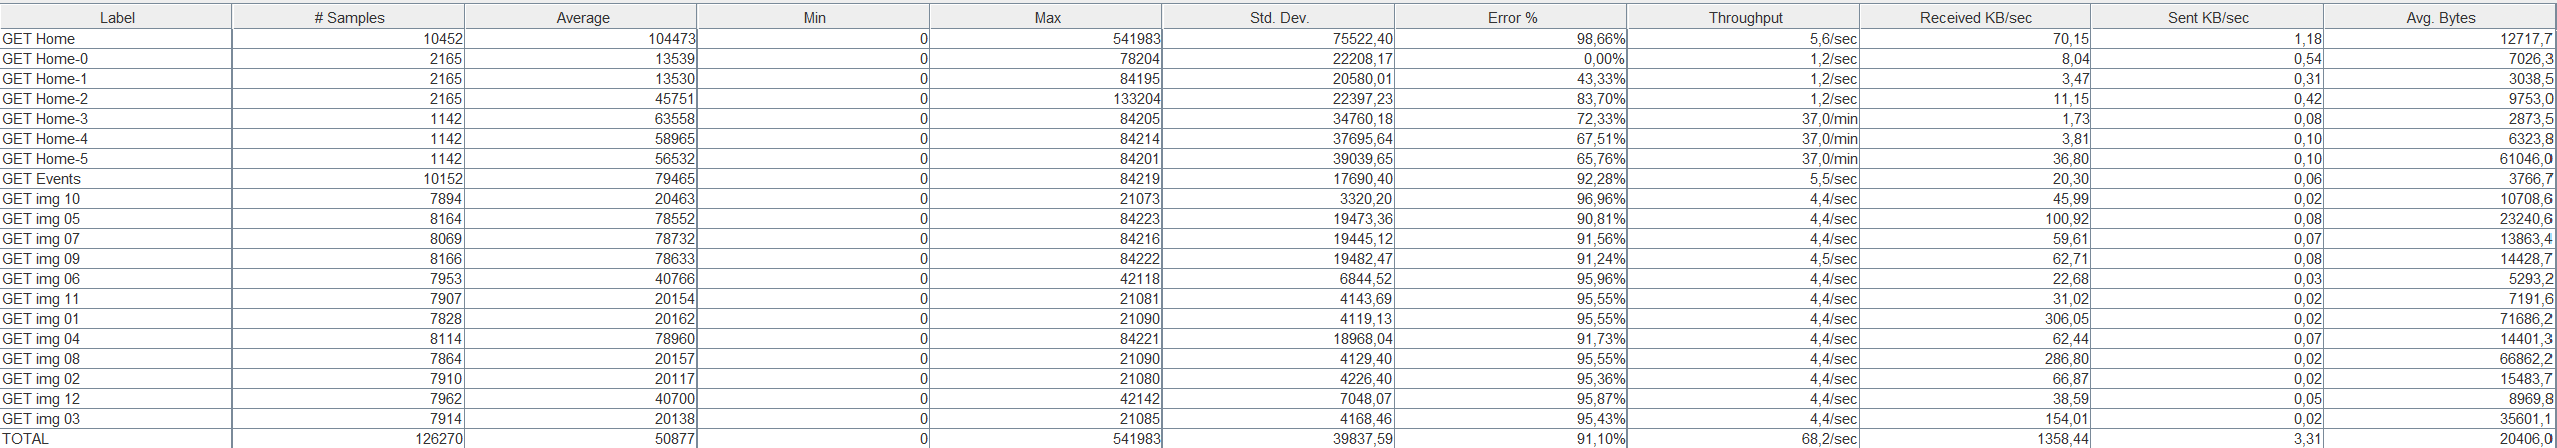 Label # Samples Average Min Max Std. Dev. Error % Throughput Received KB/sec Sent KB/sec Avg. Bytes
GET Home 10452 104473 0 541983 75522,40 98,66% 5,6/sec 70,15 1,18 12717,7
GET Home-0 2165 13539 0 78204 22208,17 0,00% 1,2/sec 8,04 0,54 7026,3
GET Home-1 2165 13530 0 84195 20580,01 43,33% 1,2/sec 3,47 0,31 3038,5
GET Home-2 2165 45751 0 133204 22397,23 83,70% 1,2/sec 11,15 0,42 9753,0
GET Home-3 1142 63558 0 84205 34760,18 72,33% 37,0/min 1,73 0,08 2873,5
GET Home-4 1142 58965 0 84214 37695,64 67,51% 37,0/min 3,81 0,10 6323,8
GET Home-5 1142 56532 0 84201 39039,65 65,76% 37,0/min 36,80 0,10 61046,0
GET Events 10152 79465 0 84219 17690,40 92,28% 5,5/sec 20,30 0,06 3766,7
GET img 10 7894 20463 0 21073 3320,20 96,96% 4,4/sec 45,99 0,02 10708,6
GET img 05 8164 78552 0 84223 19473,36 90,81% 4,4/sec 100,92 0,08 23240,6
GET img 07 8069 78732 0 84216 19445,12 91,56% 4,4/sec 59,61 0,07 13863,4
GET img 09 8166 78633 0 84222 19482,47 91,24% 4,5/sec 62,71 0,08 14428,7
GET img 06 7953 40766 0 42118 6844,52 95,96% 4,4/sec 22,68 0,03 5293,2
GET img 11 7907 20154 0 21081 4143,69 95,55% 4,4/sec 31,02 0,02 7191,6
GET img 01 7828 20162 0 21090 4119,13 95,55% 4,4/sec 306,05 0,02 71686,2
GET img 04 8114 78960 0 84221 18968,04 91,73% 4,4/sec 62,44 0,07 14401,3
GET img 08 7864 20157 0 21090 4129,40 95,55% 4,4/sec 286,80 0,02 66862,2
GET img 02 7910 20117 0 21080 4226,40 95,36% 4,4/sec 66,87 0,02 15483,7
GET img 12 7962 40700 0 42142 7048,07 95,87% 4,4/sec 38,59 0,05 8969,8
GET img 03 7914 20138 0 21085 4168,46 95,43% 4,4/sec 154,01 0,02 35601,1
TOTAL 126270 50877 0 541983 39837,59 91,10% 68,2/sec 1358,44 3,31 20406,0